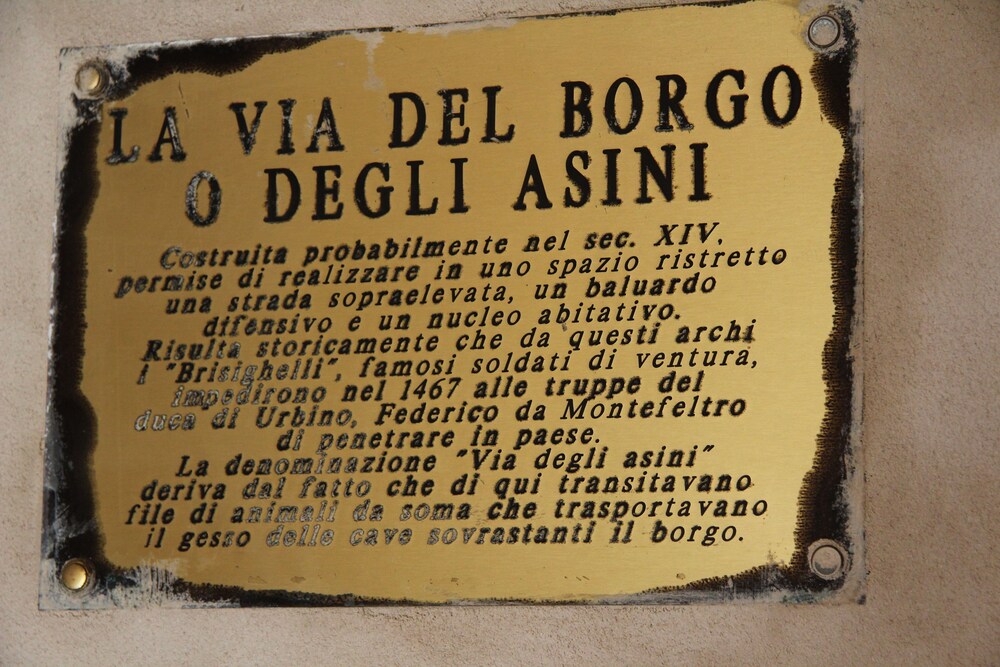 LA VIA DEL BORGO
O DEGLI ASINI
Costruita probabilmente nel sec. XIV,
permise di realizzare in uno spazio ristretto
una strada sopraelevata, un baluardo
difensivo e un nucleo abitativo.
Risulta storicamente che da questi archi
i "Brisighelli", famosi soldati di ventura,
impedirono nel 1467 alle truppe del
duca di Urbino, Federico da Montefeltro
di penetrare in paese.
La denominazione "Via degli asini"
deriva dal fatto che di qui transitavano
file di animali da soma che trasportavano
il gesso delle cave sovrastanti il borgo.